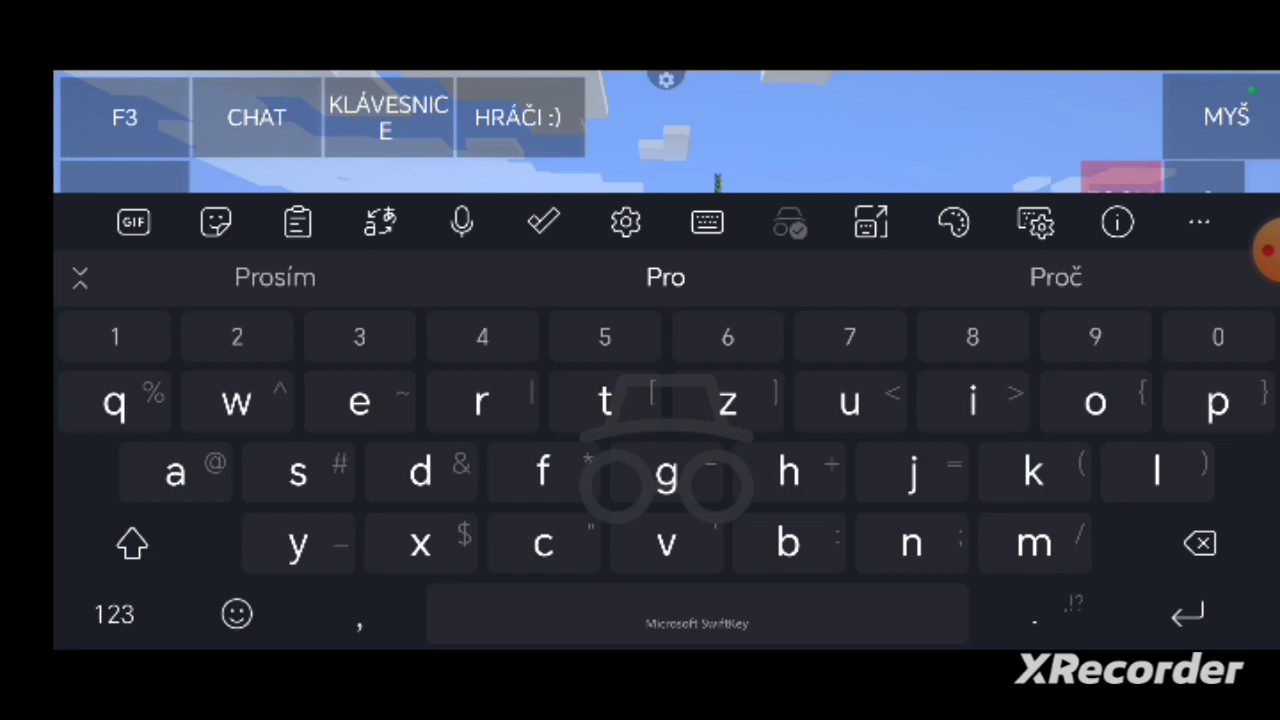 F3
CHAT
KLÁVESNIC
E
HRÁČI :)
MYŠ
GIF
Prosím
Pro
Proč
1 2 3 4 5 6 7 8 9 0
q % w ^ e ~ r | t [ z ] u < i > o { p }
a @ s # d & f * g - h + j = k ( l )
y _ x $ c " v ' b : n ; m /
123 , Microsoft SwiftKey . ,!?
XRecorder